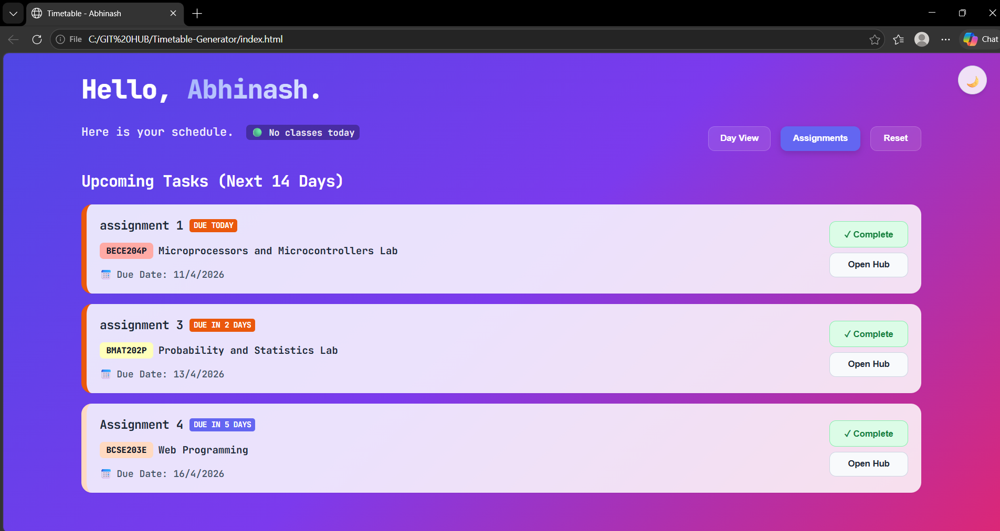 Timetable - Abhinash
File C:/GIT%20HUB/Timetable-Generator/index.html
Chat
Hello, Abhinash.
Here is your schedule. No classes today
Day View Assignments Reset
Upcoming Tasks (Next 14 Days)
assignment 1 DUE TODAY
BECE204P Microprocessors and Microcontrollers Lab
Due Date: 11/4/2026
✓ Complete
Open Hub
assignment 3 DUE IN 2 DAYS
BMAT202P Probability and Statistics Lab
Due Date: 13/4/2026
✓ Complete
Open Hub
Assignment 4 DUE IN 5 DAYS
BCSE203E Web Programming
Due Date: 16/4/2026
✓ Complete
Open Hub